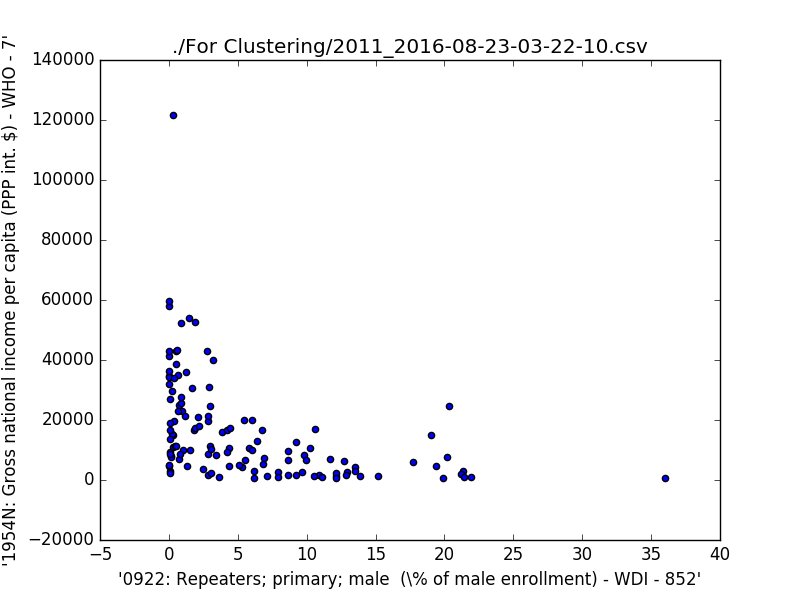 ./For Clustering/2011_2016-08-23-03-22-10.csv
'1954N: Gross national income per capita (PPP int. $) - WHO - 7'
140000
120000
100000
80000
60000
40000
20000
0
−20000
−5 0 5 10 15 20 25 30 35 40
'0922: Repeaters; primary; male  (\% of male enrollment) - WDI - 852'